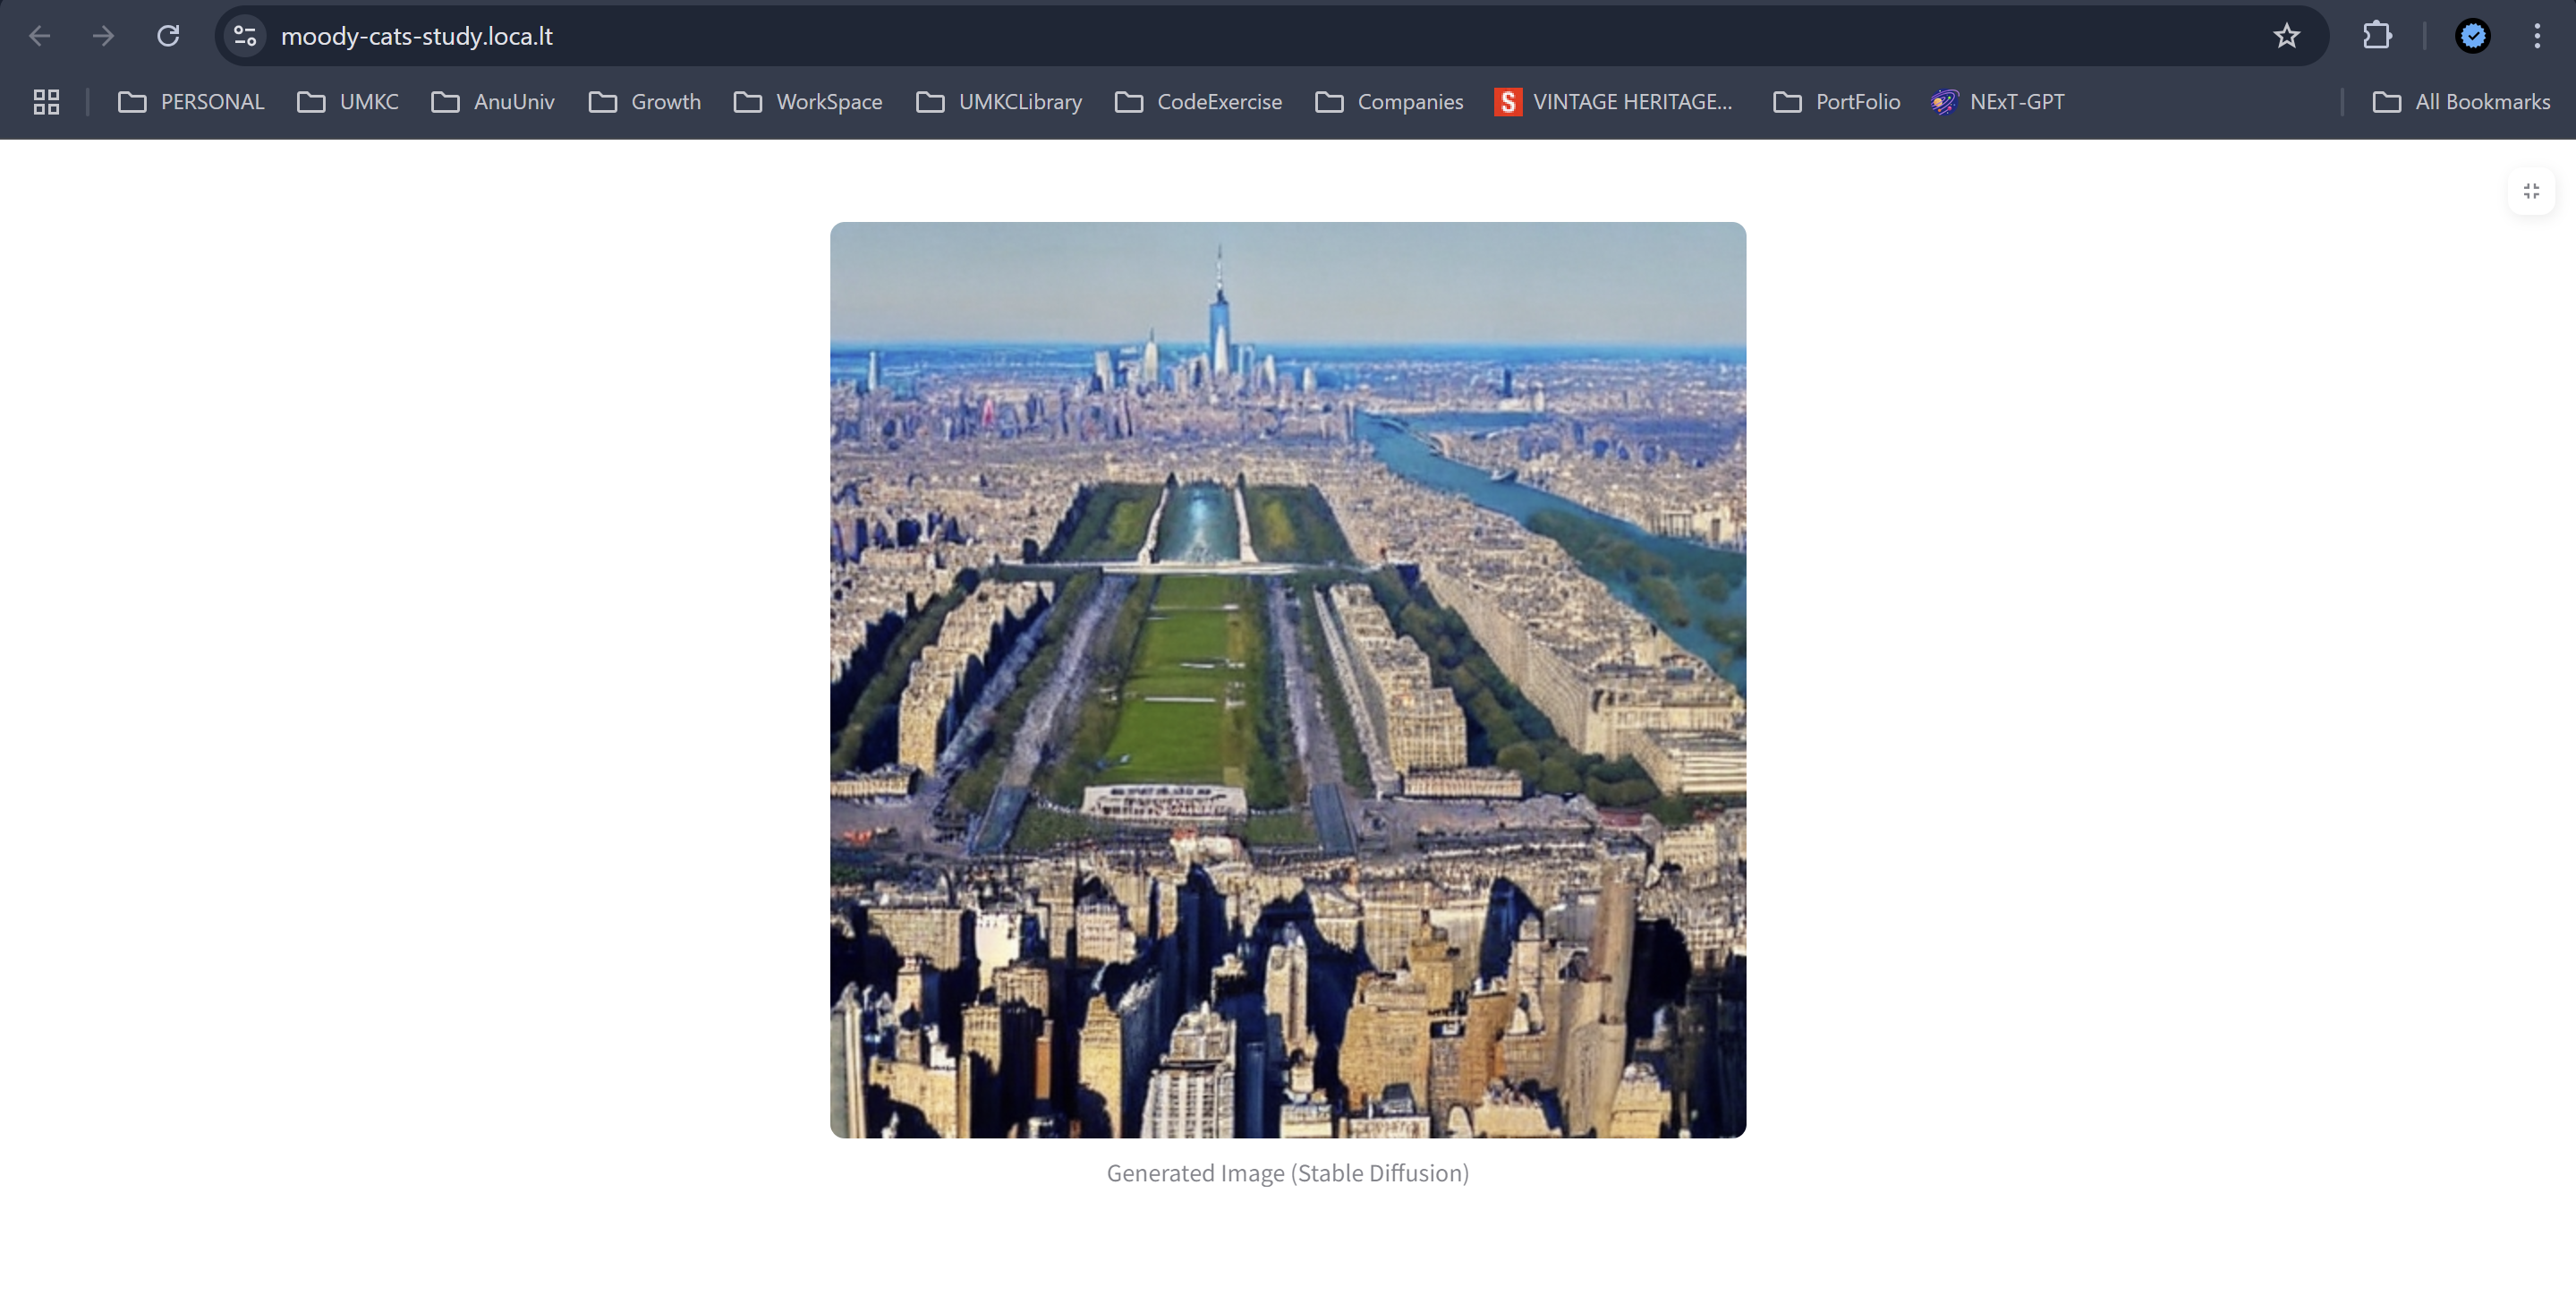 moody-cats-study.loca.lt
PERSONAL UMKC AnuUniv Growth WorkSpace UMKCLibrary CodeExercise Companies S VINTAGE HERITAGE... PortFolio NExT-GPT All Bookmarks
Generated Image (Stable Diffusion)